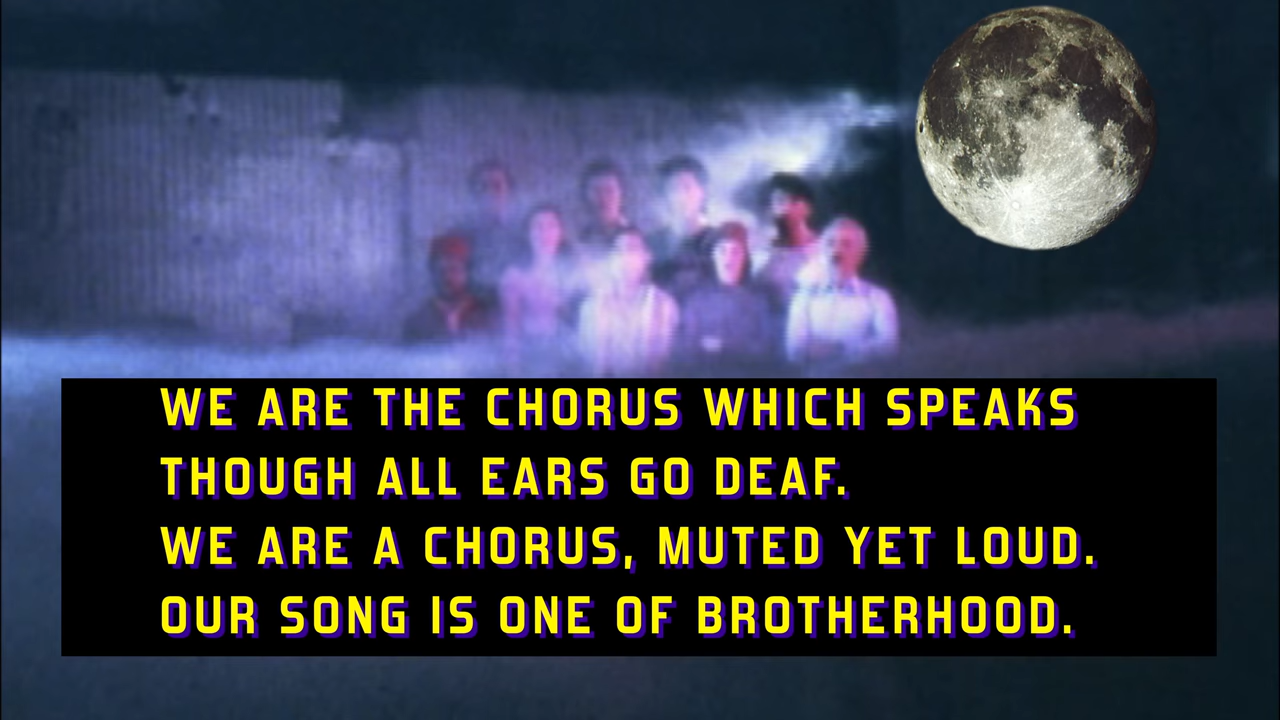 WE ARE THE CHORUS WHICH SPEAKS
THOUGH ALL EARS GO DEAF.
WE ARE A CHORUS, MUTED YET LOUD.
OUR SONG IS ONE OF BROTHERHOOD.